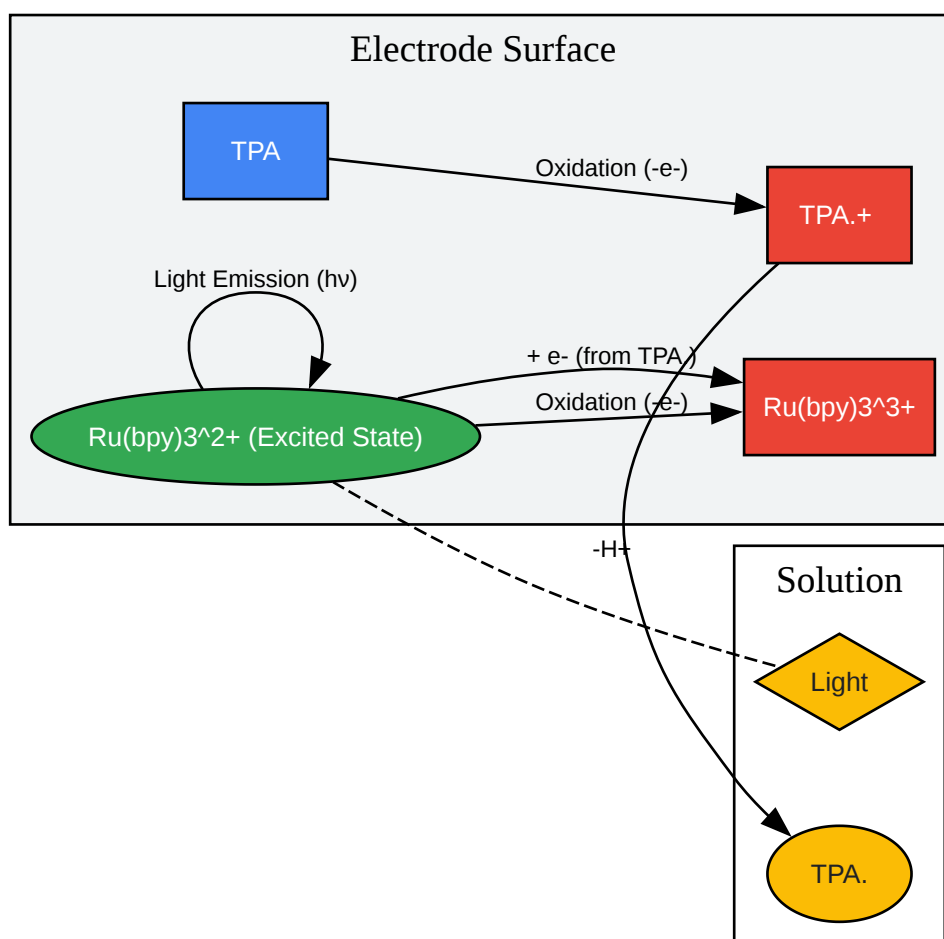 Electrode Surface
TPA
Oxidation (-e-)
TPA.+
Light Emission (hν)
+ e- (from TPA.)
Oxidation (-e-)
Ru(bpy)3^3+
Ru(bpy)3^2+ (Excited State)
-H+
Solution
Light
TPA.